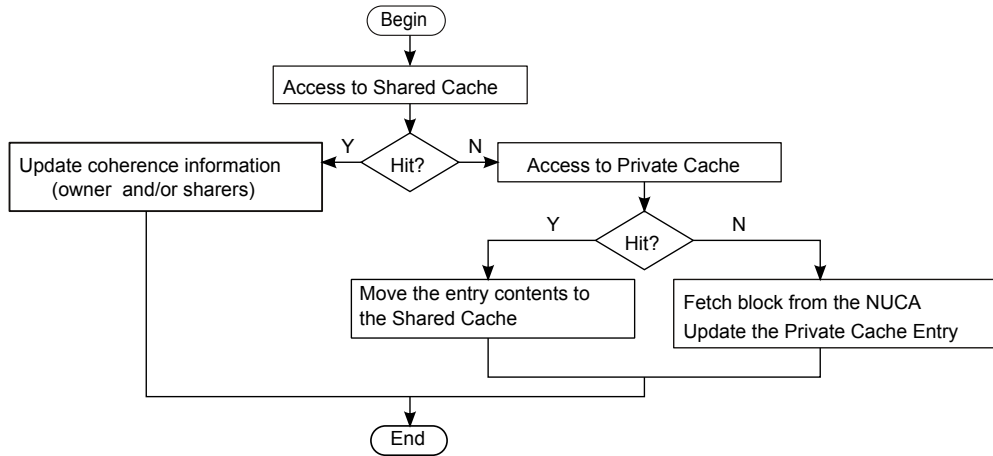 Begin
Access to Shared Cache
Y
Hit?
N
Update coherence information
(owner and/or sharers)
Access to Private Cache
Y
Hit?
N
Move the entry contents to
the Shared Cache
Fetch block from the NUCA
Update the Private Cache Entry
End